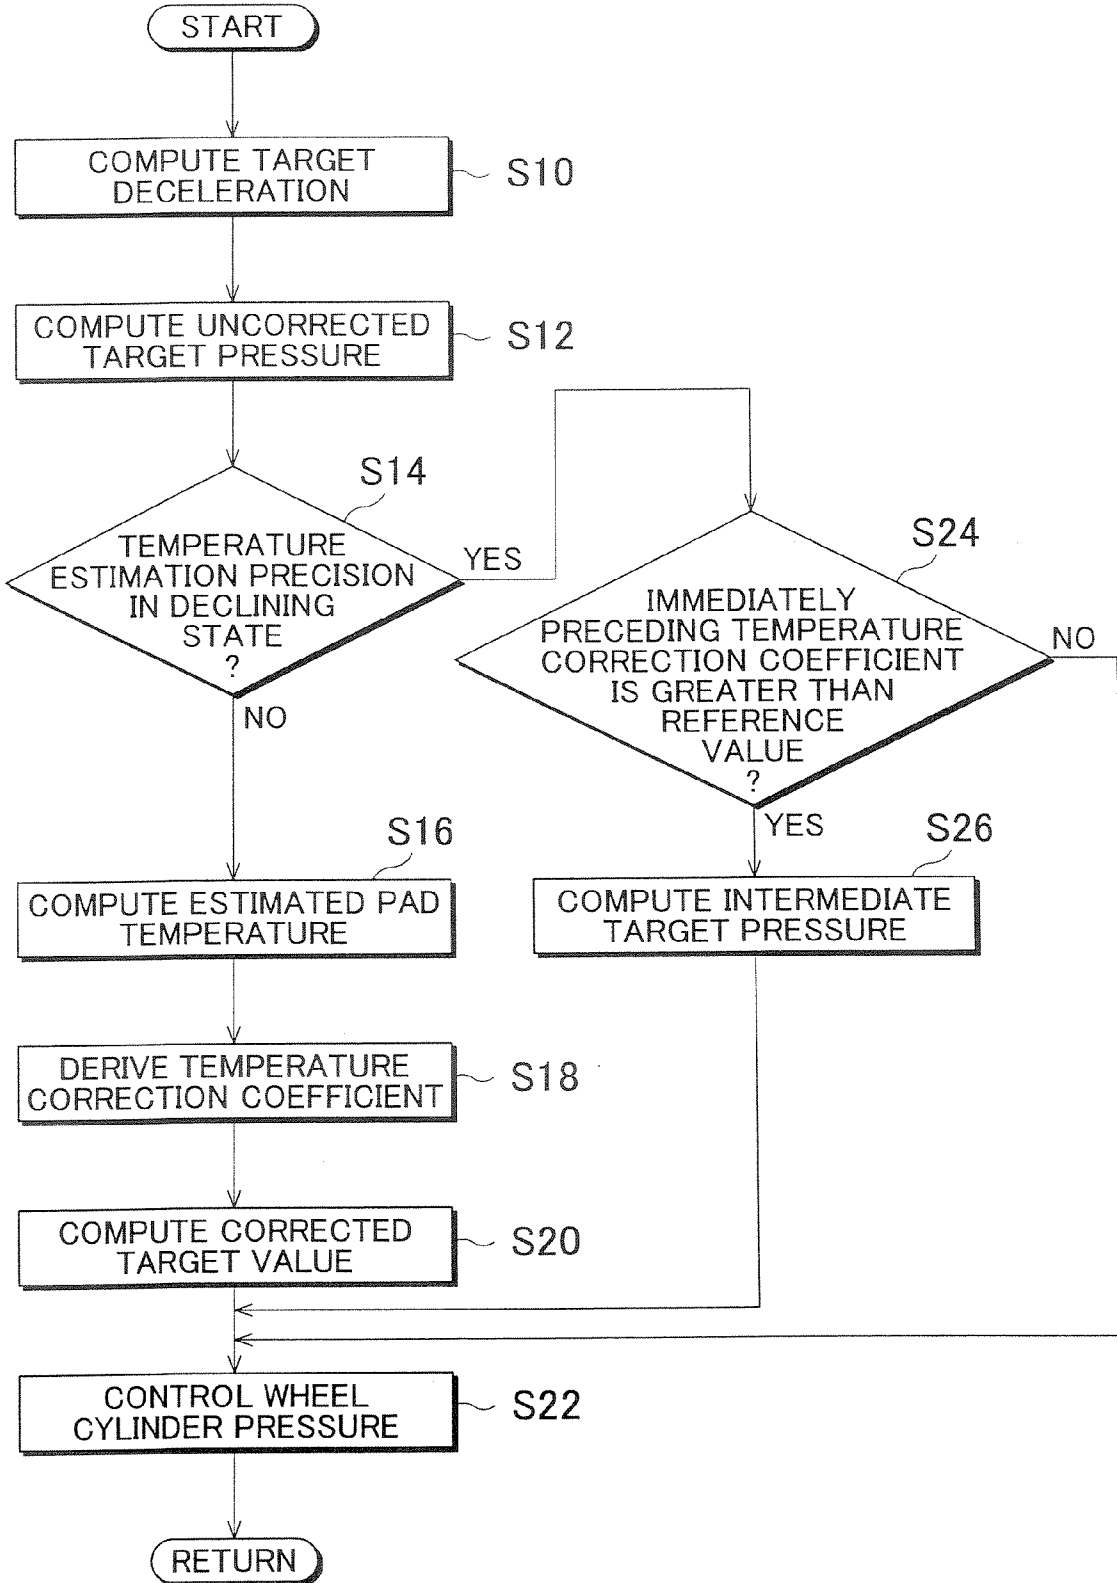 START
COMPUTE TARGET
DECELERATION
S10
COMPUTE UNCORRECTED
TARGET PRESSURE
S12
S14
TEMPERATURE
ESTIMATION PRECISION
IN DECLINING
STATE
?
YES
NO
S24
IMMEDIATELY
PRECEDING TEMPERATURE
CORRECTION COEFFICIENT
IS GREATER THAN
REFERENCE
VALUE
?
NO
YES
S16
COMPUTE ESTIMATED PAD
TEMPERATURE
S26
COMPUTE INTERMEDIATE
TARGET PRESSURE
DERIVE TEMPERATURE
CORRECTION COEFFICIENT
S18
COMPUTE CORRECTED
TARGET VALUE
S20
CONTROL WHEEL
CYLINDER PRESSURE
S22
RETURN